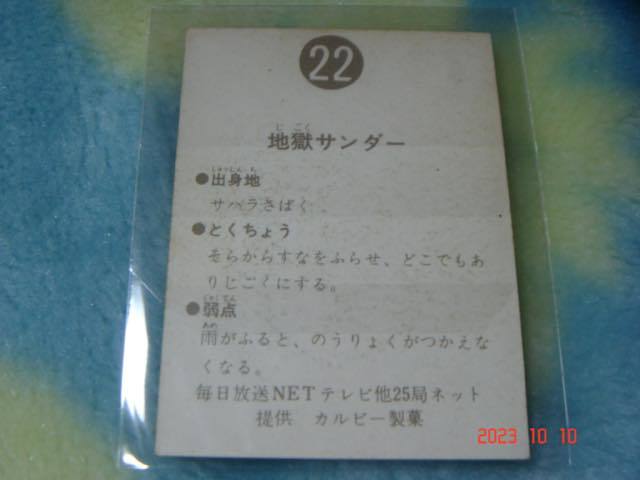 22
じごく
地獄サンダー
しゅっしんち
●出身地
サハラさばく
●とくちょう
そらからすなをふらせ、どこでもあ
りじごくにする。
じゃくてん
●弱点
あめ
雨がふると、のうりょくがつかえな
くなる。
毎日放送NETテレビ他25局ネット
提供 カルビー製菓
2023 10 10